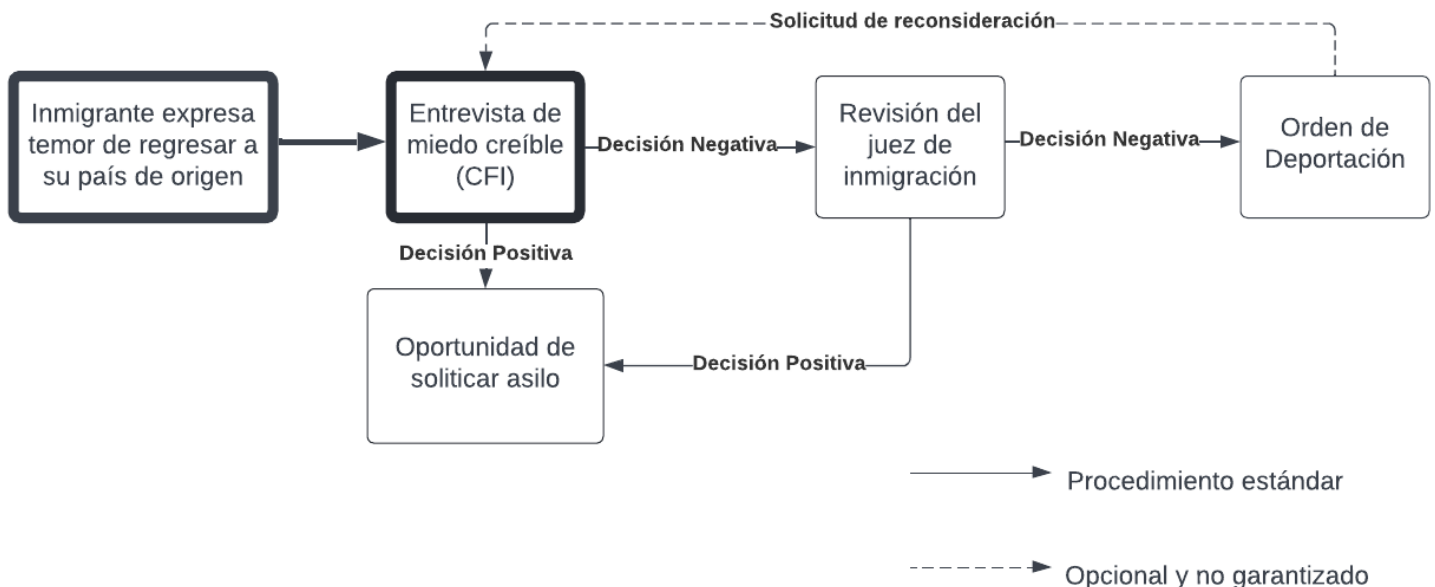 Solicitud de reconsideración
Inmigrante expresa
temor de regresar a
su país de origen
Entrevista de
miedo creíble
(CFI)
Decisión Negativa
Revisión del
juez de
inmigración
Decisión Negativa
Orden de
Deportación
Decisión Positiva
Oportunidad de
soliticar asilo
Decisión Positiva
Procedimiento estándar
Opcional y no garantizado